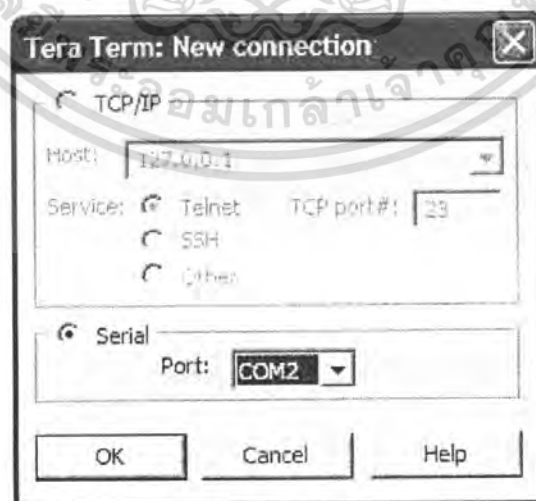 Tera Term: New connection
TCP/IP
Host: 127.0.0.1
Service: Telnet TCP port#: 23
SSH
Other
Serial
Port: COM2
OK Cancel Help